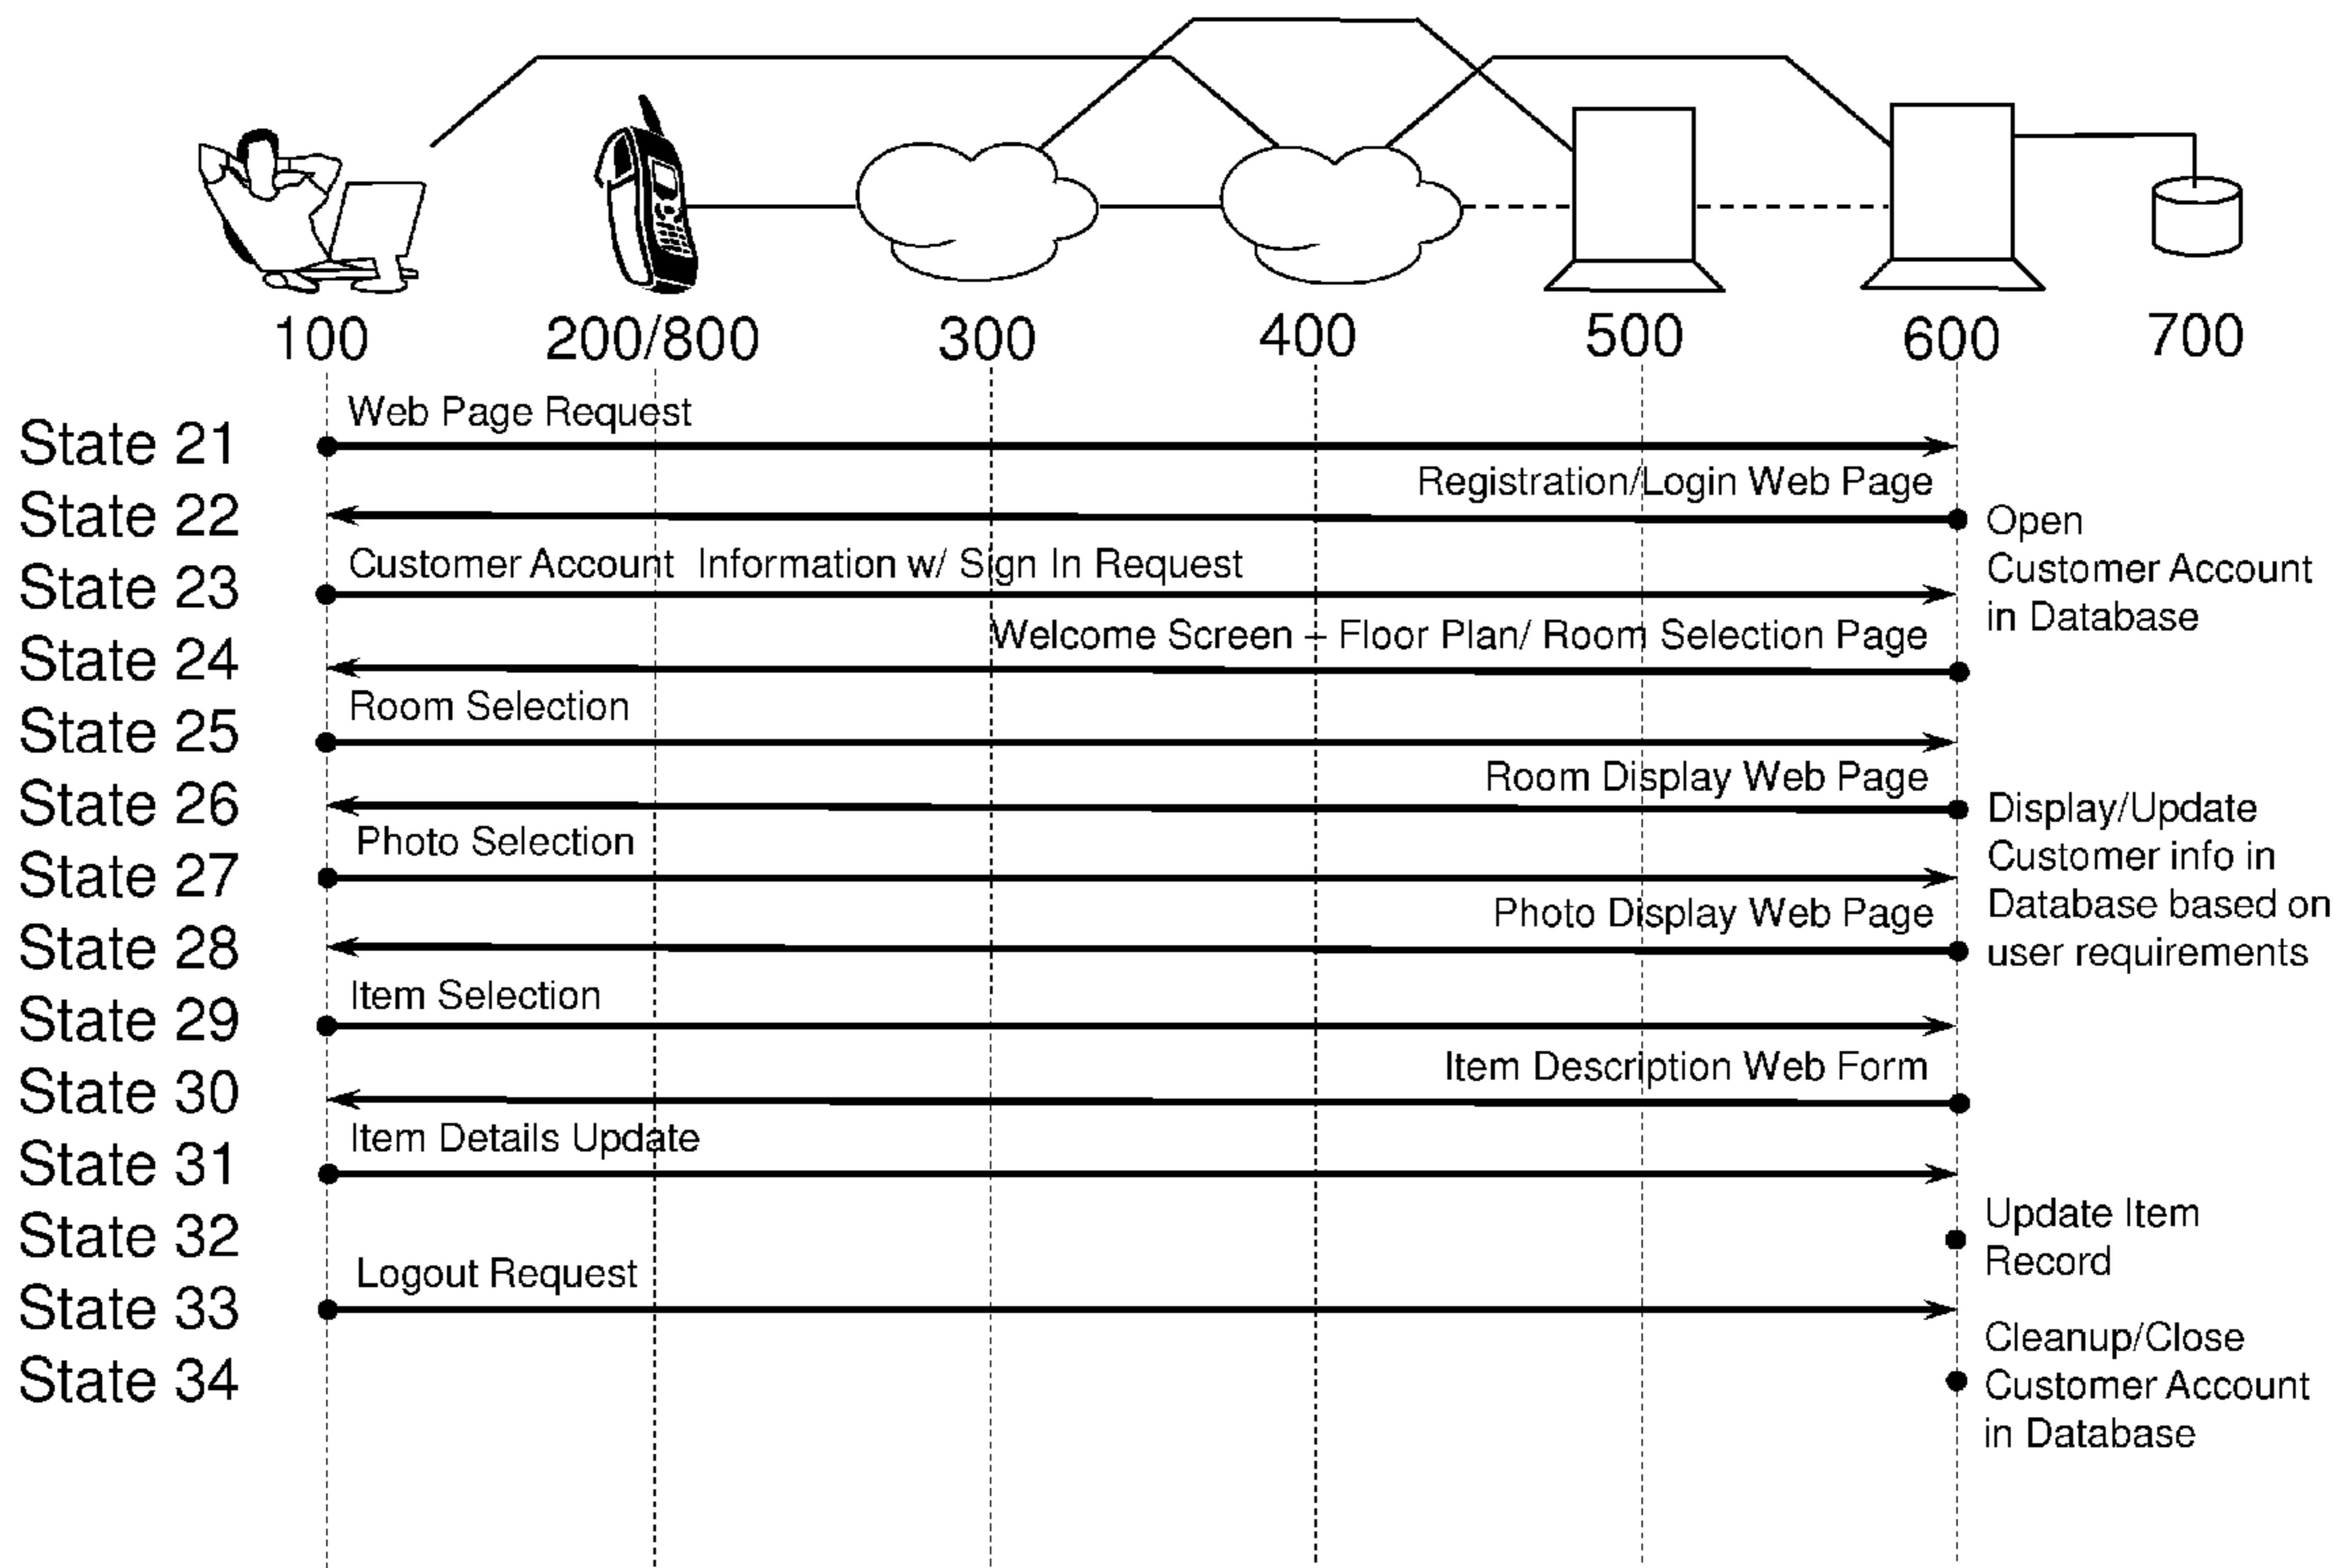 100 200/800 300 400 500 600 700
Web Page Request
State 21
Registration/Login Web Page
State 22
Open
Customer Account
in Database
Customer Account Information w/ Sign In Request
State 23
Welcome Screen – Floor Plan/ Room Selection Page
State 24
Room Selection
State 25
Room Display Web Page
State 26
Display/Update
Customer info in
Database based on
user requirements
Photo Selection
State 27
Photo Display Web Page
State 28
Item Selection
State 29
Item Description Web Form
State 30
Item Details Update
State 31
State 32
Update Item
Record
Logout Request
State 33
State 34
Cleanup/Close
Customer Account
in Database